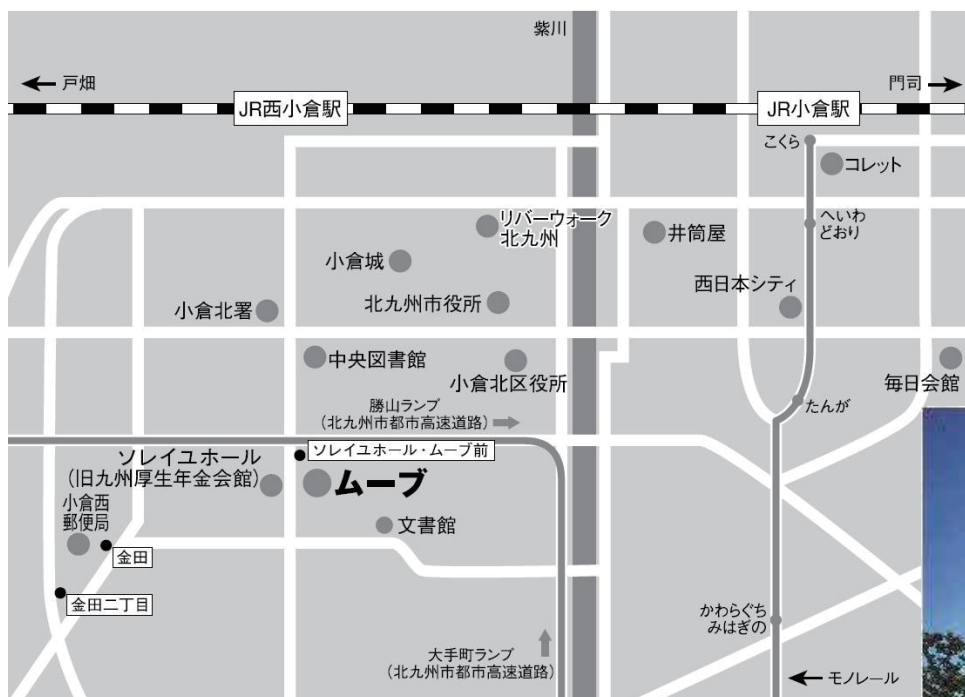 紫川
戸畑
門司
JR西小倉駅
JR小倉駅
こくら
コレット
リバーウォーク
北九州
井筒屋
へいわ
どおり
小倉城
西日本シティ
小倉北署
北九州市役所
中央図書館
小倉北区役所
毎日会館
勝山ランプ
(北九州市都市高速道路)
たんが
ソレイユホール・ムーブ前
ソレイユホール
(旧九州厚生年金会館)
ムーブ
小倉西
郵便局
文書館
金田
金田二丁目
かわらぐち
みはぎの
大手町ランプ
(北九州市都市高速道路)
モノレール